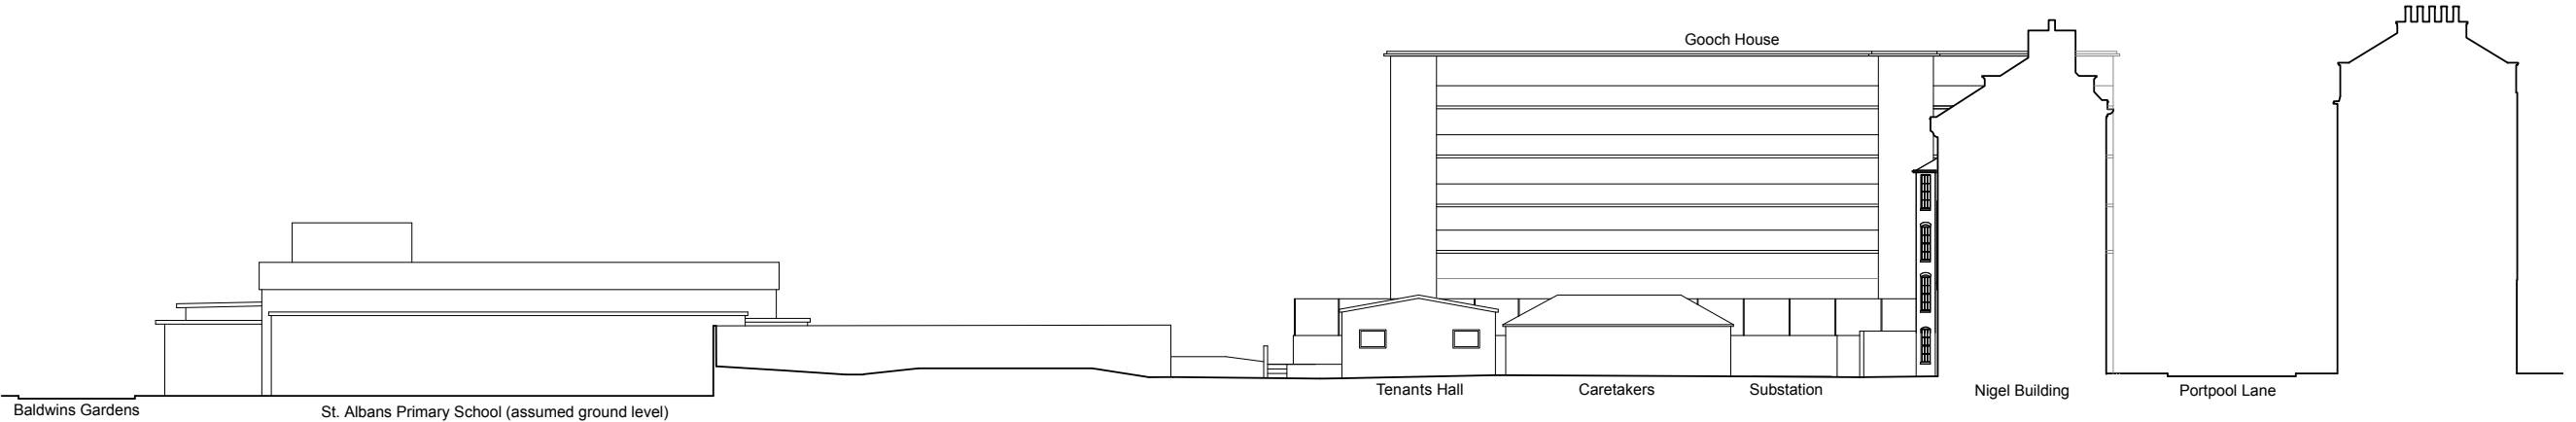 Gooch House
Tenants Hall
Caretakers
Substation
Nigel Building
Portpool Lane
Baldwins Gardens
St. Albans Primary School (assumed ground level)